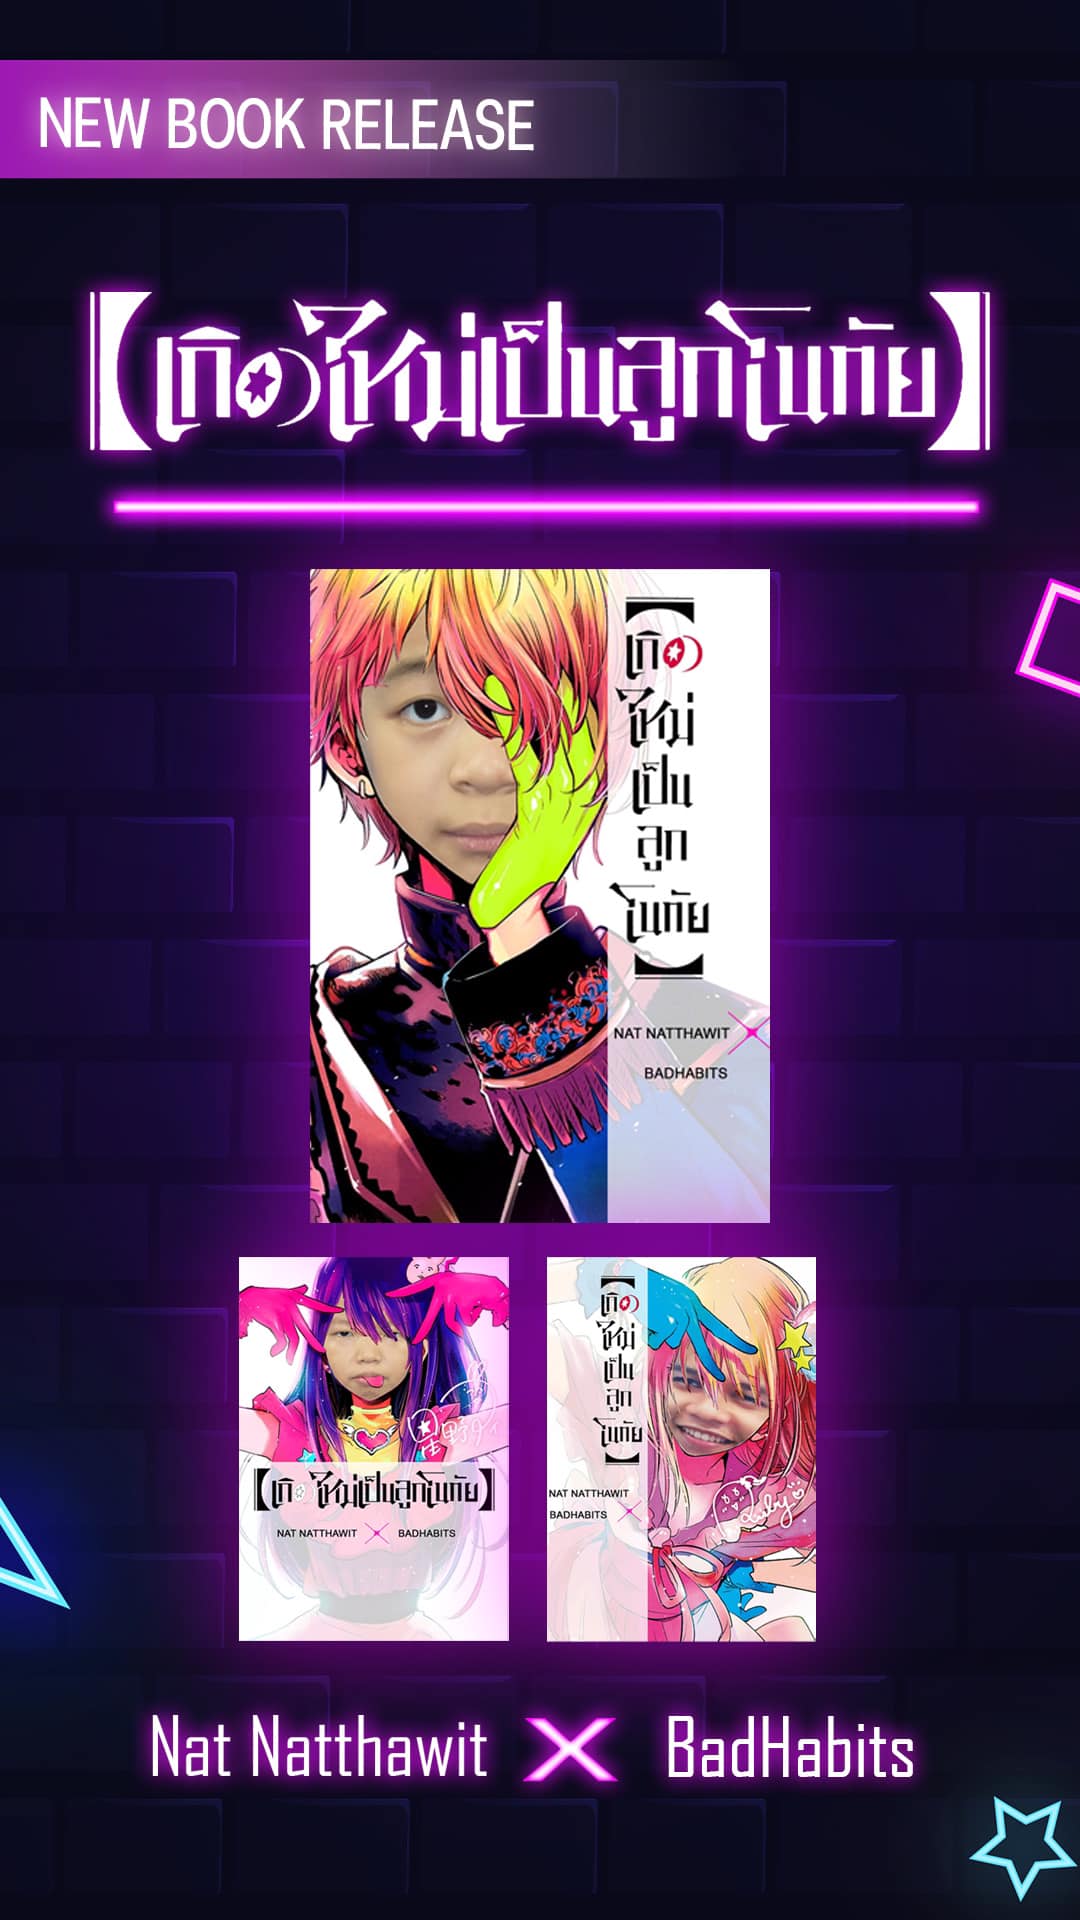 NEW BOOK RELEASE
【เกิดใหม่เป็นลูกโนทัย】
【เกิด
ใหม่
เป็น
ลูก
โนทัย】
NAT NATTHAWIT X
BADHABITS
星野アイ
【เกิดใหม่เป็นลูกโนทัย】
NAT NATTHAWIT X BADHABITS
【เกิด
ใหม่
เป็น
ลูก
โนทัย】
NAT NATTHAWIT
BADHABITS X
Ruby
Nat Natthawit X BadHabits